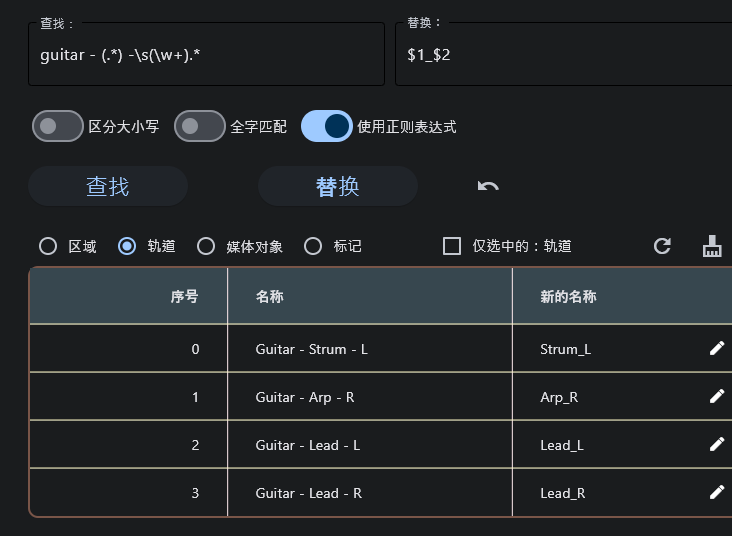 查找：
替换：
guitar - (.*) -\s(\w+).*
$1_$2
区分大小写
全字匹配
使用正则表达式
查找
替换
区域
轨道
媒体对象
标记
仅选中的：轨道
序号
名称
新的名称
0
Guitar - Strum - L
Strum_L
1
Guitar - Arp - R
Arp_R
2
Guitar - Lead - L
Lead_L
3
Guitar - Lead - R
Lead_R